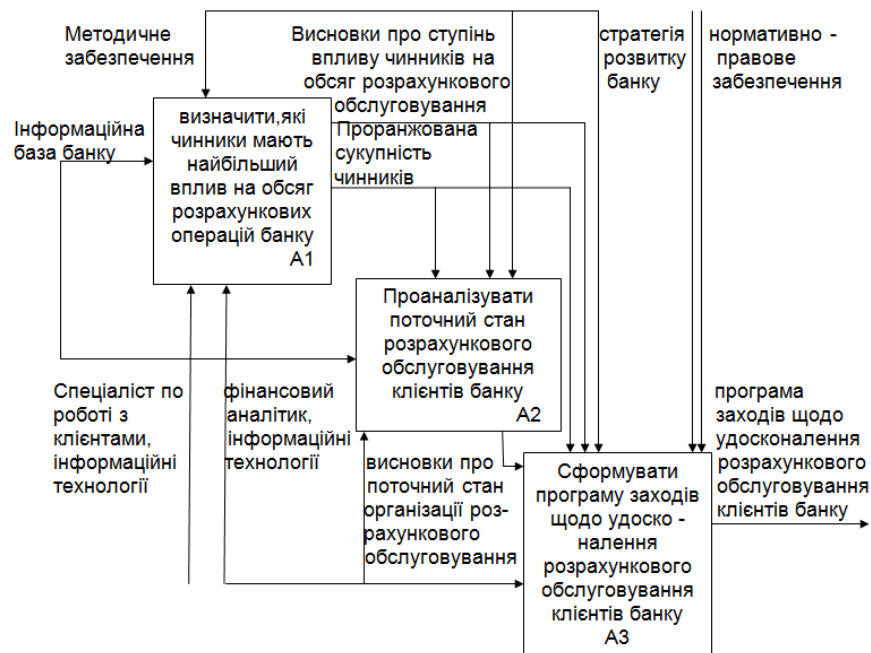 Методичне
забезпечення
Висновки про ступінь
впливу чинників на
обсяг розрахункового
обслуговування
стратегія
розвитку
банку
нормативно -
правове
забезпечення
Інформаційна
база банку
визначити,які
чинники мають
найбільший
вплив на обсяг
розрахункових
операцій банку
А1
Проранжована
сукупність
чинників
Проаналізувати
поточний стан
розрахункового
обслуговування
клієнтів банку
А2
Спеціаліст по
роботі з
клієнтами,
інформаційні
технології
фінансовий
аналітик,
інформаційні
технології
висновки про
поточний стан
організації роз-
рахункового
обслуговування
Сформувати
програму заходів
щодо удоско -
налення
розрахункового
обслуговування
клієнтів банку
А3
програма
заходів щодо
удосконалення
розрахункового
обслуговування
клієнтів банку